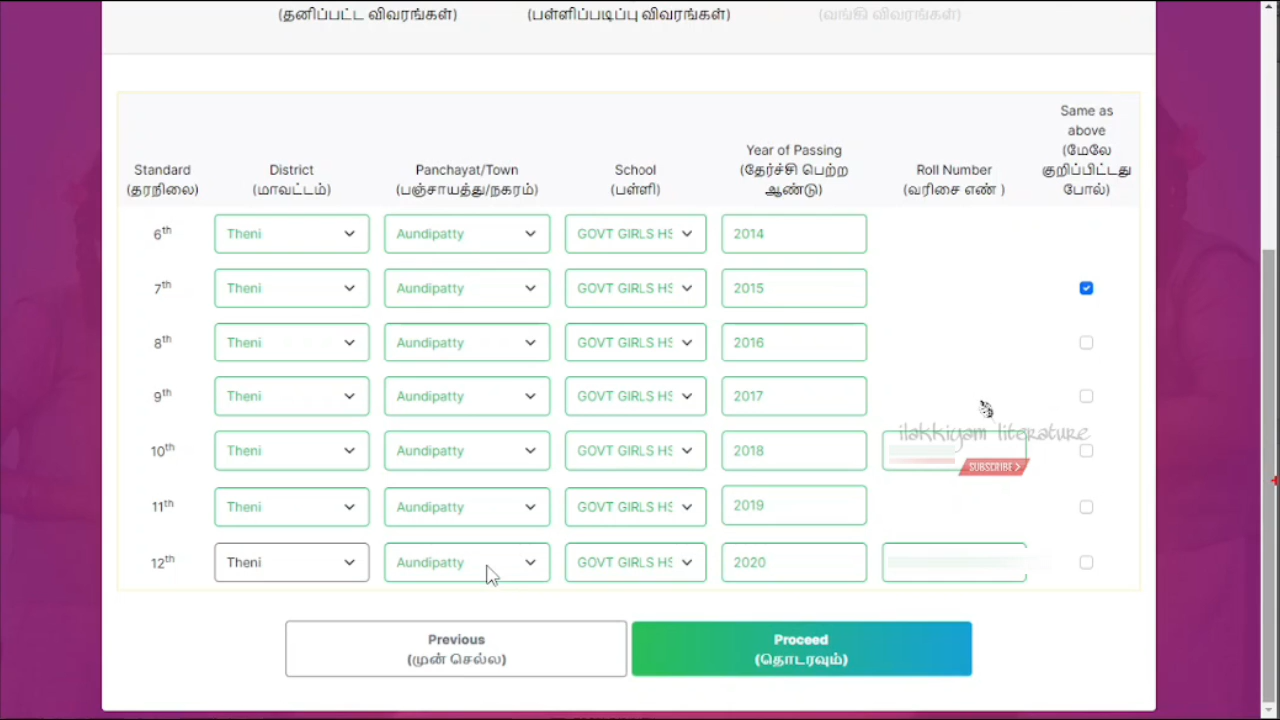 (தனிப்பட்ட விவரங்கள்) (பள்ளிப்படிப்பு விவரங்கள்) (வங்கி விவரங்கள்)
Standard (தரநிலை) District (மாவட்டம்) Panchayat/Town (பஞ்சாயத்து/நகரம்) School (பள்ளி) Year of Passing (தேர்ச்சி பெற்ற ஆண்டு) Roll Number (வரிசை எண் ) Same as above (மேலே குறிப்பிட்டது போல்)
6th Theni Aundipatty GOVT GIRLS HS 2014
7th Theni Aundipatty GOVT GIRLS HS 2015
8th Theni Aundipatty GOVT GIRLS HS 2016
9th Theni Aundipatty GOVT GIRLS HS 2017
ilakkiyam literature
10th Theni Aundipatty GOVT GIRLS HS 2018
SUBSCRIBE >
11th Theni Aundipatty GOVT GIRLS HS 2019
12th Theni Aundipatty GOVT GIRLS HS 2020
Previous Proceed
(முன் செல்ல) (தொடரவும்)